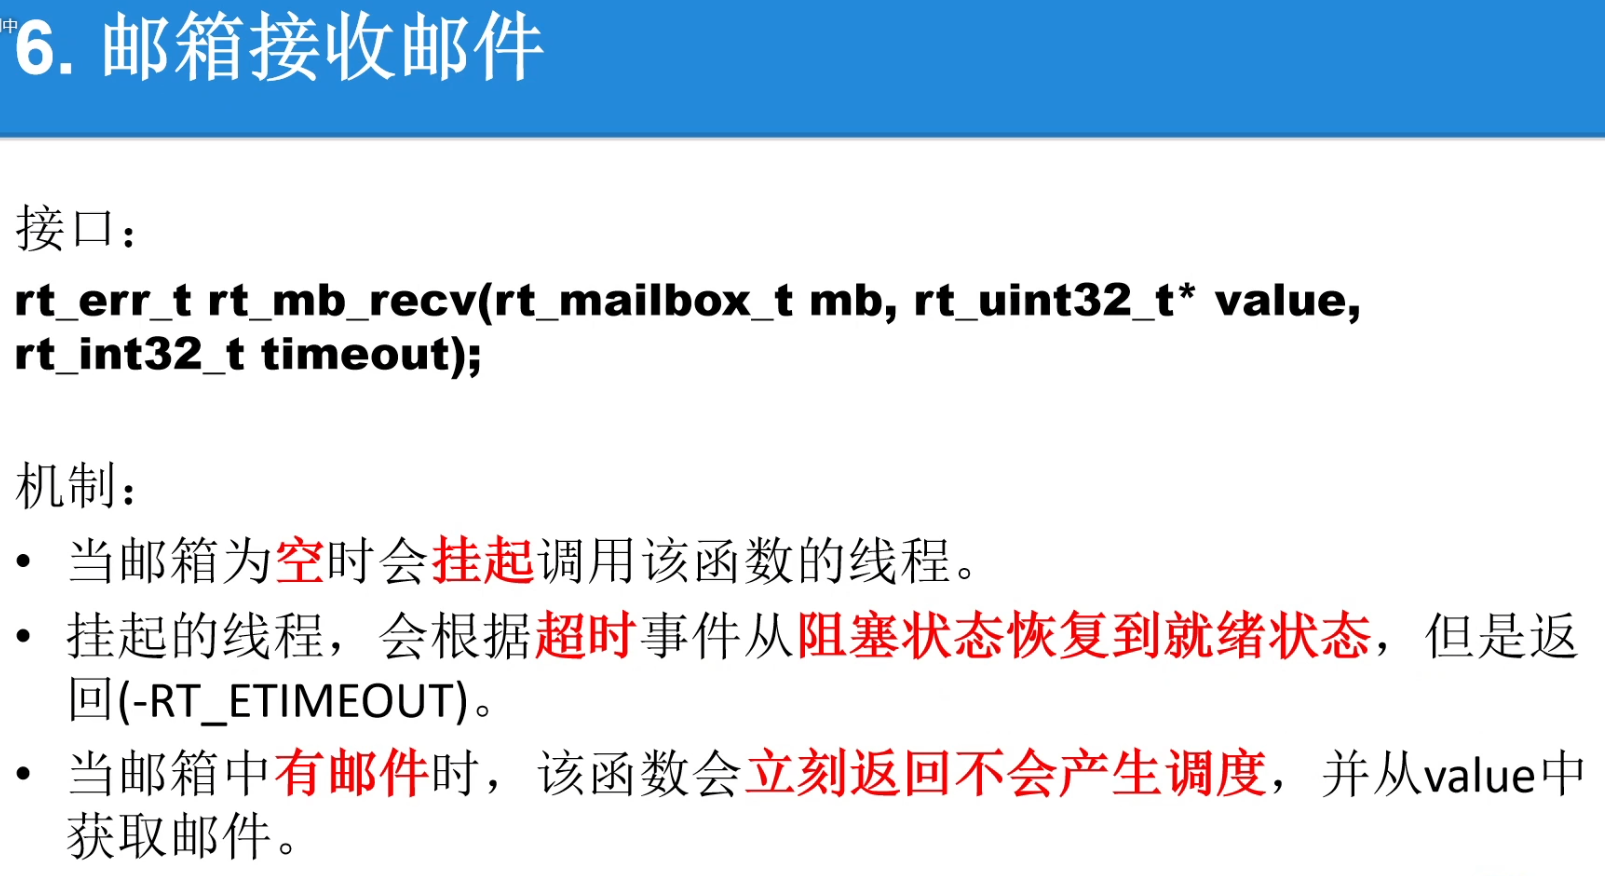 中
6. 邮箱接收邮件
接口：
rt_err_t rt_mb_recv(rt_mailbox_t mb, rt_uint32_t* value,
rt_int32_t timeout);
机制：
• 当邮箱为空时会挂起调用该函数的线程。
• 挂起的线程，会根据超时事件从阻塞状态恢复到就绪状态，但是返
回(-RT_ETIMEOUT)。
• 当邮箱中有邮件时，该函数会立刻返回不会产生调度，并从value中
获取邮件。